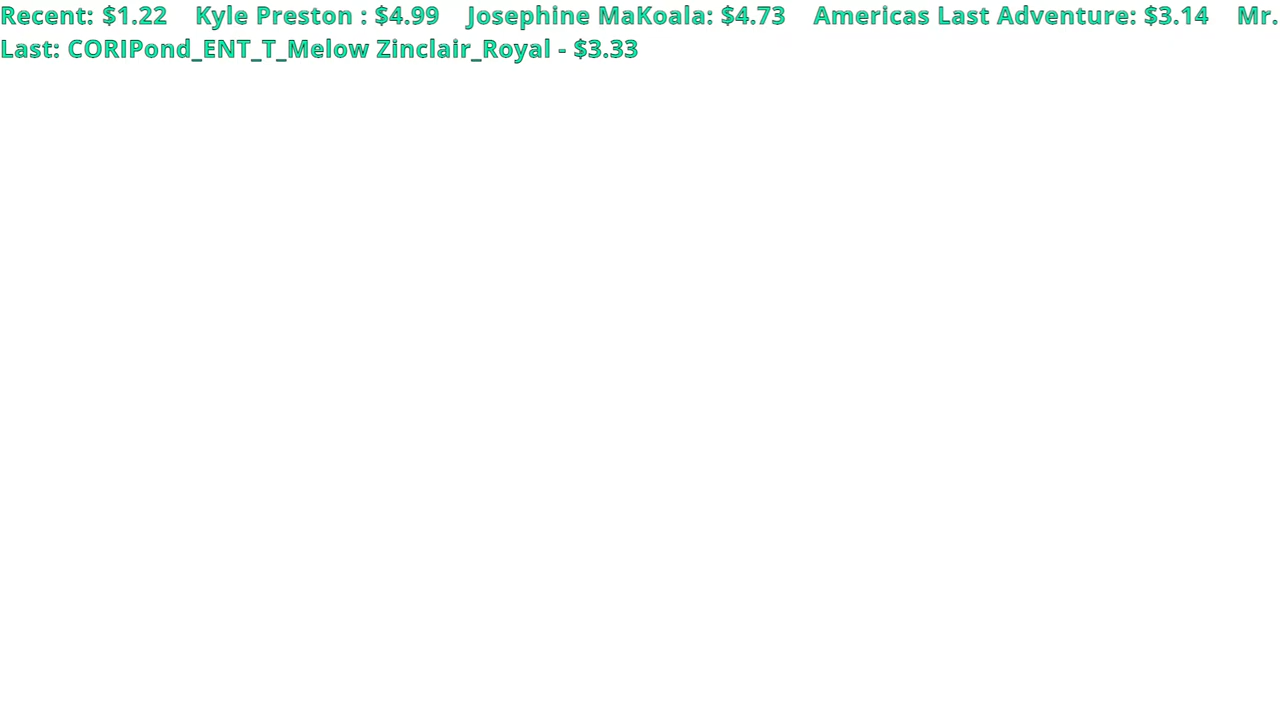 Recent: $1.22    Kyle Preston : $4.99    Josephine MaKoala: $4.73    Americas Last Adventure: $3.14    Mr.
Last: CORIPond_ENT_T_Melow Zinclair_Royal - $3.33